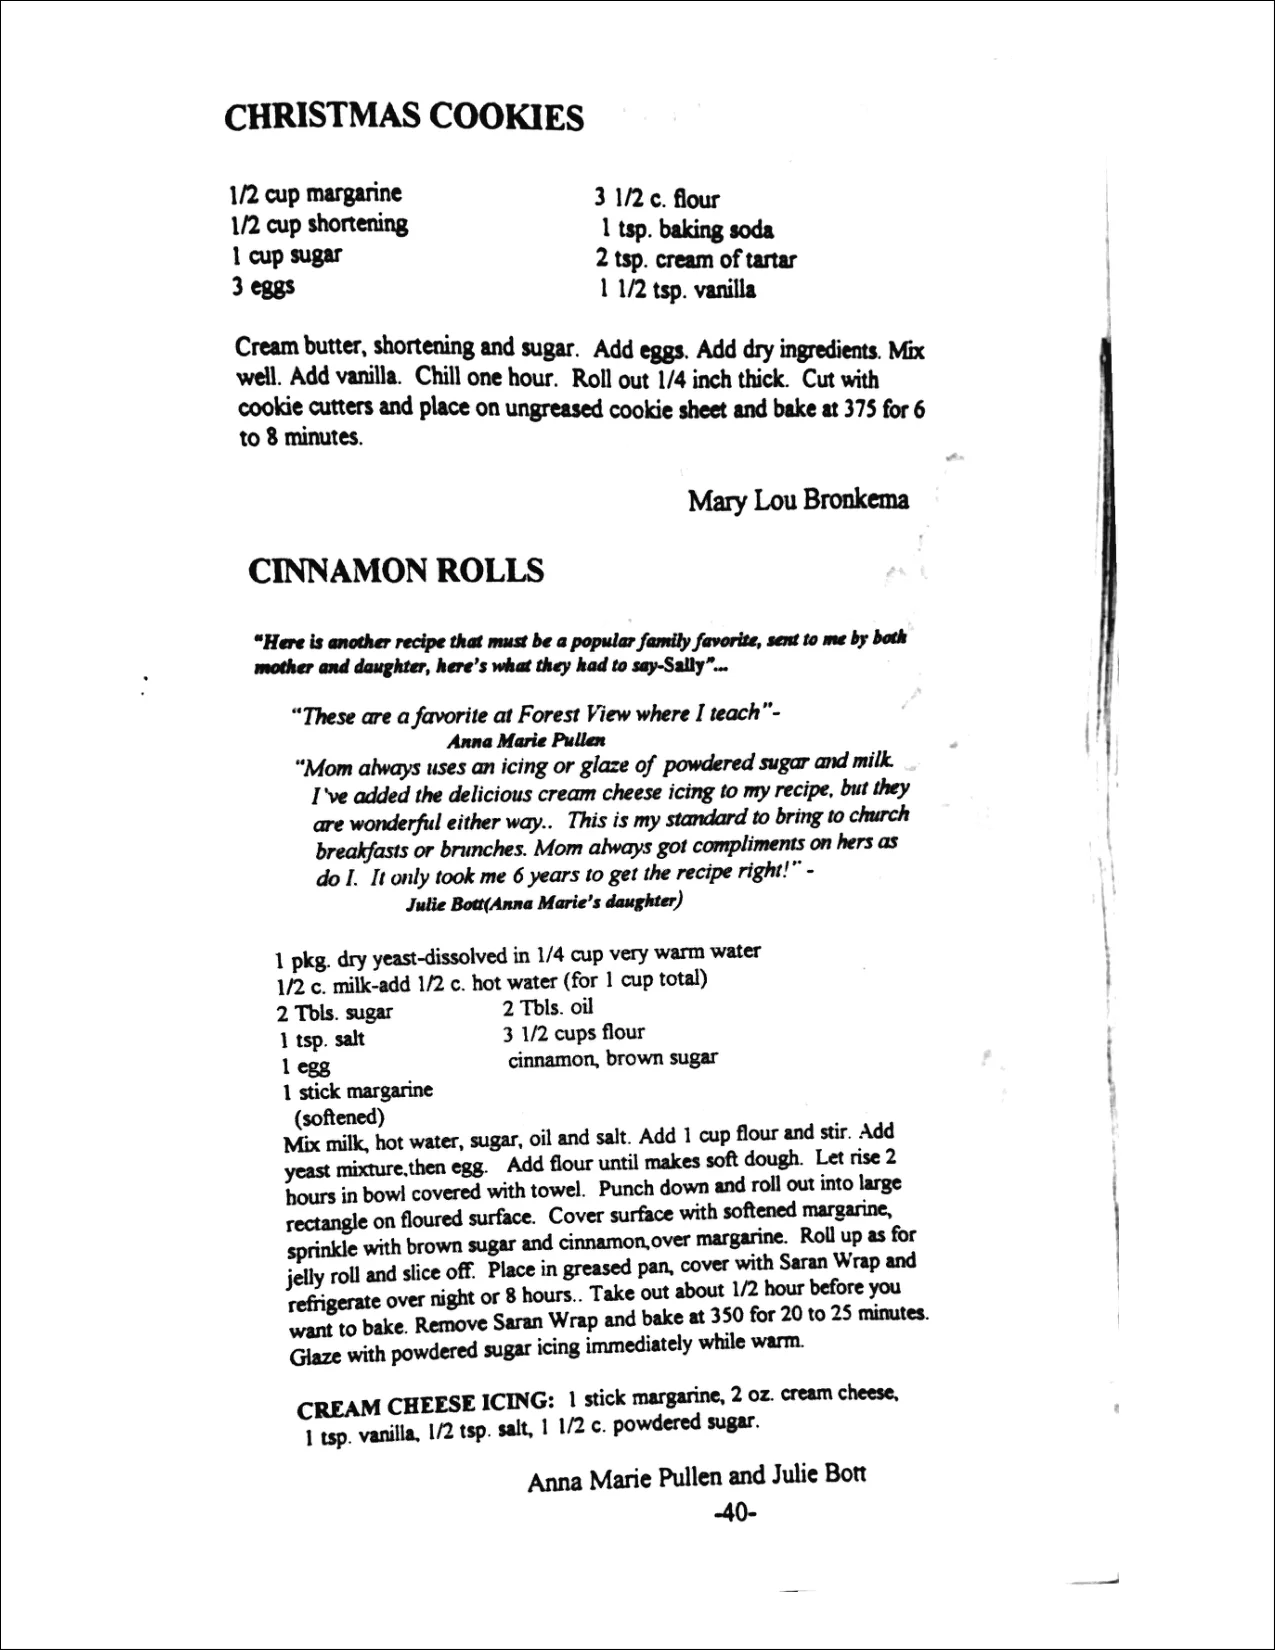 CHRISTMAS COOKIES
1/2 cup margarine 3 1/2 c. flour
1/2 cup shortening 1 tsp. baking soda
1 cup sugar 2 tsp. cream of tartar
3 eggs 1 1/2 tsp. vanilla
Cream butter, shortening and sugar. Add eggs. Add dry ingredients. Mix
well. Add vanilla. Chill one hour. Roll out 1/4 inch thick. Cut with
cookie cutters and place on ungreased cookie sheet and bake at 375 for 6
to 8 minutes.
Mary Lou Bronkema
CINNAMON ROLLS
"Here is another recipe that must be a popular family favorite, sent to me by both
mother and daughter, here's what they had to say-Sally"...
"These are a favorite at Forest View where I teach"-
Anna Marie Pullen
"Mom always uses an icing or glaze of powdered sugar and milk.
I've added the delicious cream cheese icing to my recipe, but they
are wonderful either way.. This is my standard to bring to church
breakfasts or brunches. Mom always got compliments on hers as
do I. It only took me 6 years to get the recipe right!" -
Julie Bott(Anna Marie's daughter)
1 pkg. dry yeast-dissolved in 1/4 cup very warm water
1/2 c. milk-add 1/2 c. hot water (for 1 cup total)
2 Tbls. sugar 2 Tbls. oil
1 tsp. salt 3 1/2 cups flour
1 egg cinnamon, brown sugar
1 stick margarine
(softened)
Mix milk, hot water, sugar, oil and salt. Add 1 cup flour and stir. Add
yeast mixture,then egg. Add flour until makes soft dough. Let rise 2
hours in bowl covered with towel. Punch down and roll out into large
rectangle on floured surface. Cover surface with softened margarine,
sprinkle with brown sugar and cinnamon,over margarine. Roll up as for
jelly roll and slice off. Place in greased pan, cover with Saran Wrap and
refrigerate over night or 8 hours.. Take out about 1/2 hour before you
want to bake. Remove Saran Wrap and bake at 350 for 20 to 25 minutes.
Glaze with powdered sugar icing immediately while warm.
CREAM CHEESE ICING: 1 stick margarine, 2 oz. cream cheese,
1 tsp. vanilla, 1/2 tsp. salt, 1 1/2 c. powdered sugar.
Anna Marie Pullen and Julie Bott
-40-